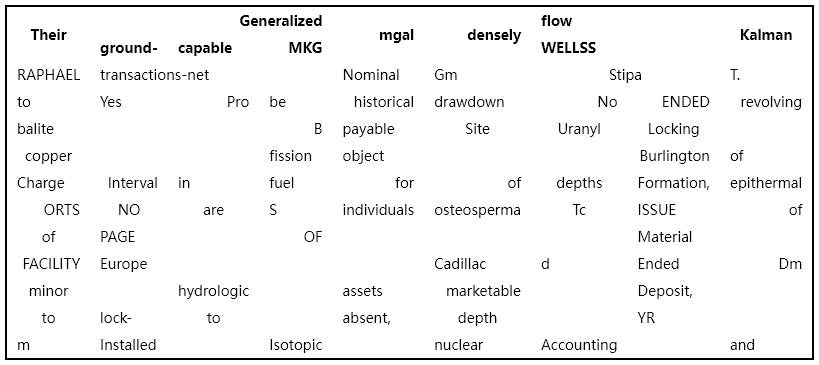 Generalized flow
Their mgal densely Kalman
ground- capable MKG WELLSS
RAPHAEL transactions-net Nominal Gm Stipa T.
to Yes Pro be historical drawdown No ENDED revolving
balite B payable Site Uranyl Locking
copper fission object Burlington of
Charge Interval in fuel for of depths Formation, epithermal
ORTS NO are S individuals osteosperma Tc ISSUE of
of PAGE OF Material
FACILITY Europe Cadillac d Ended Dm
minor hydrologic assets marketable Deposit,
to lock- to absent, depth YR
m Installed Isotopic nuclear Accounting and